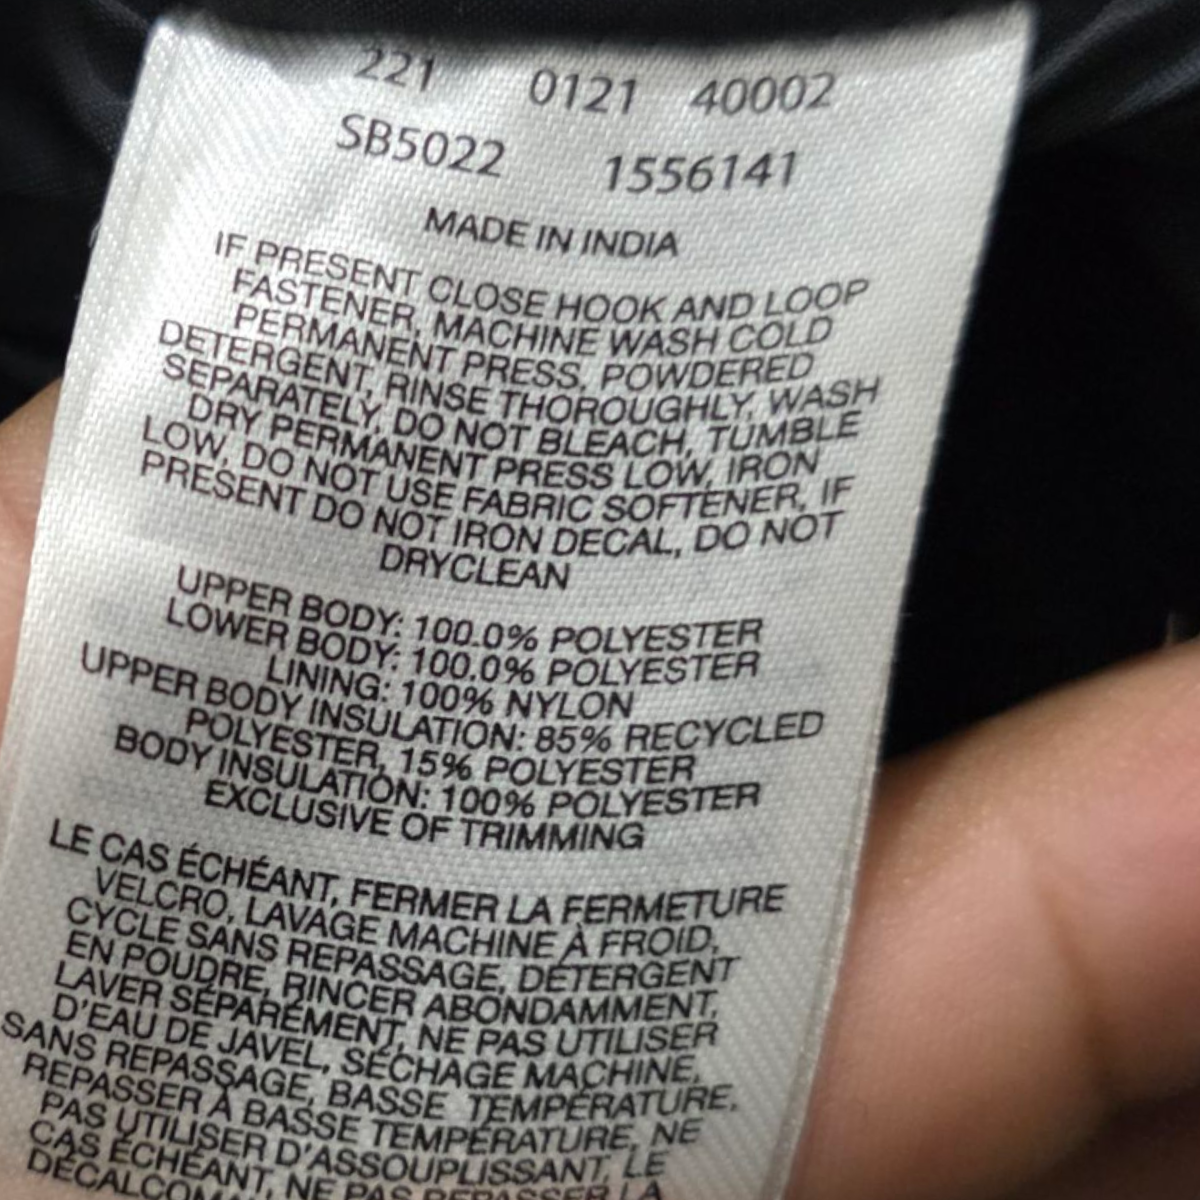 221 0121 40002
SB5022 1556141
MADE IN INDIA
IF PRESENT CLOSE HOOK AND LOOP
FASTENER, MACHINE WASH COLD
PERMANENT PRESS, POWDERED
DETERGENT, RINSE THOROUGHLY, WASH
SEPARATELY, DO NOT BLEACH, TUMBLE
DRY PERMANENT PRESS LOW, IRON
LOW, DO NOT USE FABRIC SOFTENER, IF
PRESENT DO NOT IRON DECAL, DO NOT
DRYCLEAN
UPPER BODY: 100.0% POLYESTER
LOWER BODY: 100.0% POLYESTER
LINING: 100% NYLON
UPPER BODY INSULATION: 85% RECYCLED
POLYESTER, 15% POLYESTER
BODY INSULATION: 100% POLYESTER
EXCLUSIVE OF TRIMMING
LE CAS ÉCHÉANT, FERMER LA FERMETURE
VELCRO, LAVAGE MACHINE À FROID,
CYCLE SANS REPASSAGE, DÉTERGENT
EN POUDRE, RINCER ABONDAMMENT,
LAVER SÉPARÉMENT, NE PAS UTILISER
D'EAU DE JAVEL, SÉCHAGE MACHINE,
SANS REPASSAGE, BASSE TEMPÉRATURE,
REPASSER À BASSE TEMPÉRATURE, NE
PAS UTILISER D'ASSOUPLISSANT, LE
CAS ÉCHÉANT, NE PAS REPASSER LA